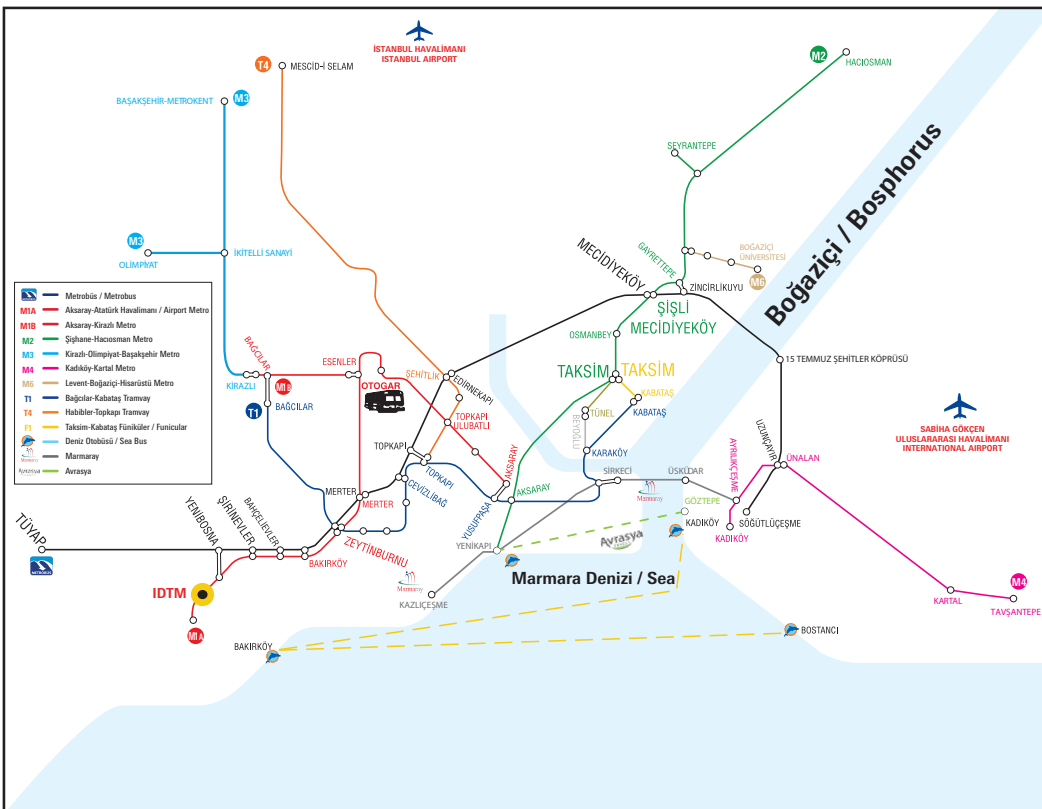 İSTANBUL HAVALİMANI
ISTANBUL AIRPORT
T4
MESCİD-İ SELAM
M2
HACIOSMAN
BAŞAKŞEHİR-METROKENT
M3
SEYRANTEPE
Boğaziçi / Bosphorus
M3
OLİMPİYAT
İKİTELLİ SANAYİ
GAYRETTEPE
BOĞAZİÇİ
ÜNİVERSİTESİ
M6
MECİDİYEKÖY
ZİNCİRLİKUYU
ŞİŞLİ
MECİDİYEKÖY
OSMANBEY
15 TEMMUZ ŞEHİTLER KÖPRÜSÜ
METROBÜS
Metrobüs / Metrobus
M1A
Aksaray-Atatürk Havalimanı / Airport Metro
M1B
Aksaray-Kirazlı Metro
M2
Şişhane-Hacıosman Metro
M3
Kirazlı-Olimpiyat-Başakşehir Metro
M4
Kadıköy-Kartal Metro
M6
Levent-Boğaziçi-Hisarüstü Metro
T1
Bağcılar-Kabataş Tramvay
T4
Habibler-Topkapı Tramvay
F1
Taksim-Kabataş Füniküler / Funicular
Deniz Otobüsü / Sea Bus
Marmaray
Marmaray
Avrasya
Avrasya
BAĞCILAR
KİRAZLI
M1B
T1
BAĞCILAR
ESENLER
OTOGAR
ŞEHİTLİK
EDİRNEKAPI
TAKSİM
TAKSİM
KABATAŞ
KABATAŞ
TÜNEL
BEYOĞLU
KARAKÖY
TOPKAPI
ULUBATLI
TOPKAPI
TOPKAPI
CEVİZLİBAĞ
AKSARAY
AKSARAY
YUSUFPAŞA
SİRKECİ
Marmaray
ÜSKÜDAR
AYRILIKÇEŞME
UZUNÇAYIR
ÜNALAN
SABİHA GÖKÇEN
ULUSLARARASI HAVALİMANI
INTERNATIONAL AIRPORT
GÖZTEPE
KADIKÖY
KADIKÖY
SÖĞÜTLÜÇEŞME
MERTER
MERTER
TÜYAP
METROBÜS
YENİBOSNA
ŞİRİNEVLER
BAHÇELİEVLER
ZEYTİNBURNU
BAKIRKÖY
YENİKAPI
Avrasya
Marmaray
KAZLIÇEŞME
Marmara Denizi / Sea
IDTM
M1A
M4
KARTAL
TAVŞANTEPE
BAKIRKÖY
BOSTANCI